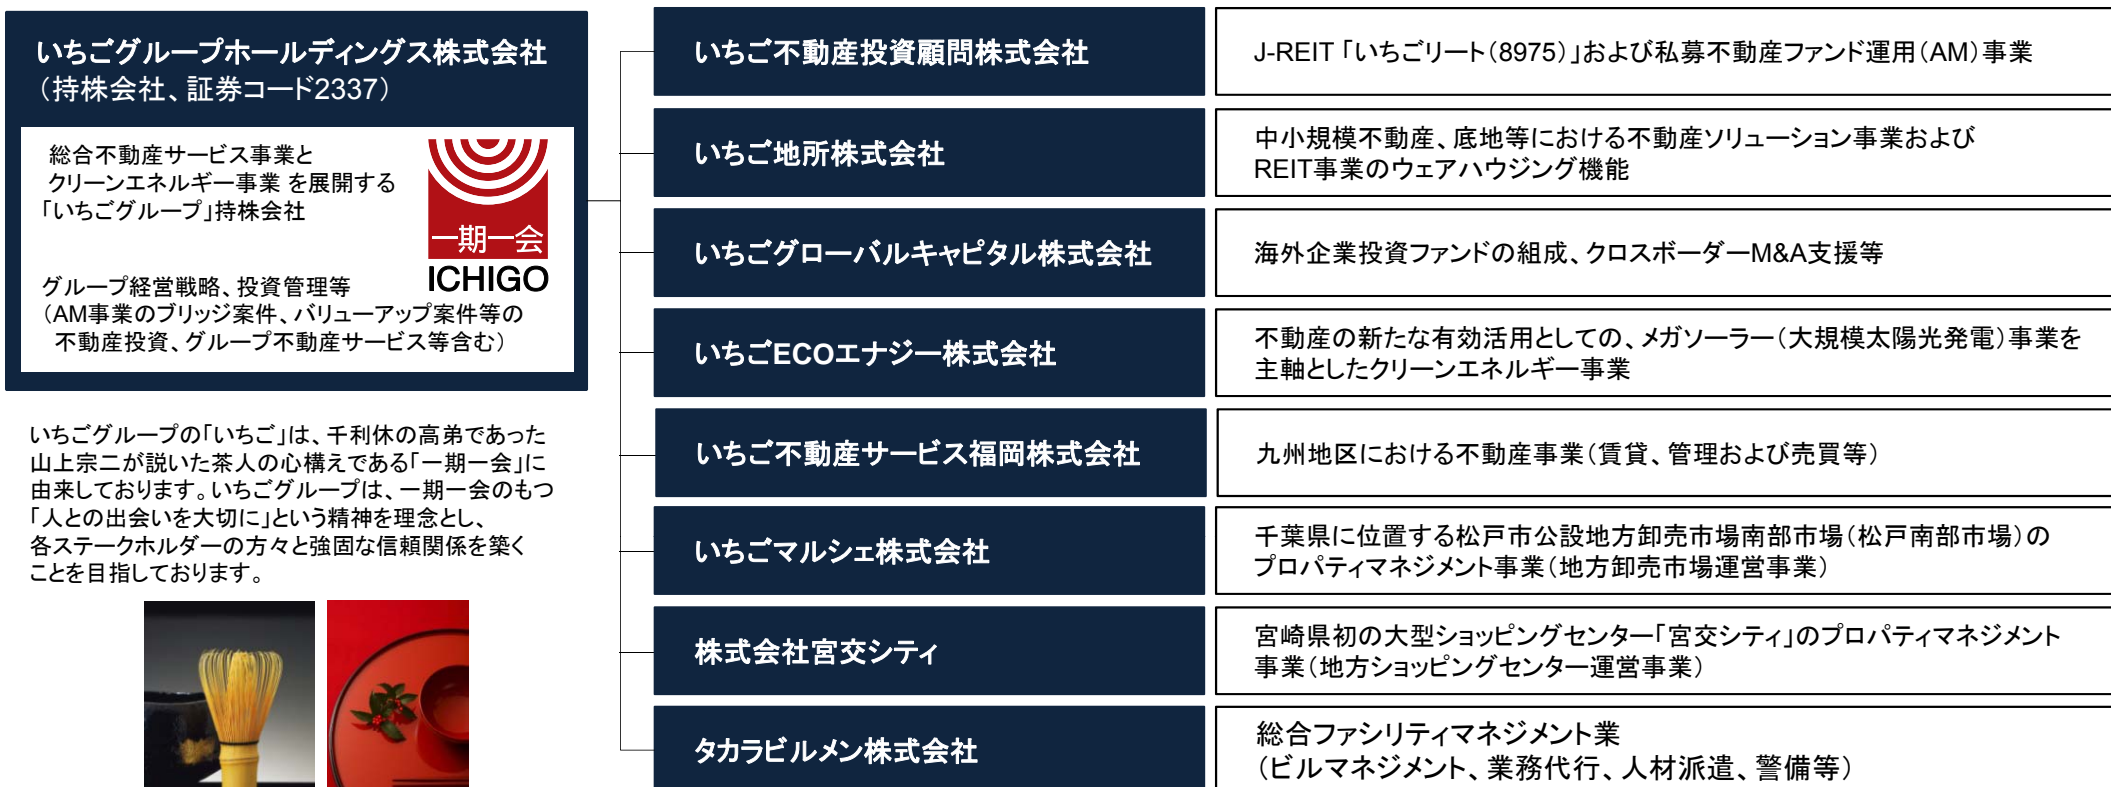 いちごグループホールディングス株式会社
（持株会社、証券コード2337）
総合不動産サービス事業と
クリーンエネルギー事業 を展開する
「いちごグループ」持株会社
一期一会
ICHIGO
グループ経営戦略、投資管理等
（AM事業のブリッジ案件、バリューアップ案件等の
不動産投資、グループ不動産サービス等含む）
いちごグループの「いちご」は、千利休の高弟であった
山上宗二が説いた茶人の心構えである「一期一会」に
由来しております。いちごグループは、一期一会のもつ
「人との出会いを大切に」という精神を理念とし、
各ステークホルダーの方々と強固な信頼関係を築く
ことを目指しております。
いちご不動産投資顧問株式会社
J-REIT「いちごリート（8975）」および私募不動産ファンド運用（AM）事業
いちご地所株式会社
中小規模不動産、底地等における不動産ソリューション事業および
REIT事業のウェアハウジング機能
いちごグローバルキャピタル株式会社
海外企業投資ファンドの組成、クロスボーダーM&A支援等
いちごECOエナジー株式会社
不動産の新たな有効活用としての、メガソーラー（大規模太陽光発電）事業を
主軸としたクリーンエネルギー事業
いちご不動産サービス福岡株式会社
九州地区における不動産事業（賃貸、管理および売買等）
いちごマルシェ株式会社
千葉県に位置する松戸市公設地方卸売市場南部市場（松戸南部市場）の
プロパティマネジメント事業（地方卸売市場運営事業）
株式会社宮交シティ
宮崎県初の大型ショッピングセンター「宮交シティ」のプロパティマネジメント
事業（地方ショッピングセンター運営事業）
タカラビルメン株式会社
総合ファシリティマネジメント業
（ビルマネジメント、業務代行、人材派遣、警備等）